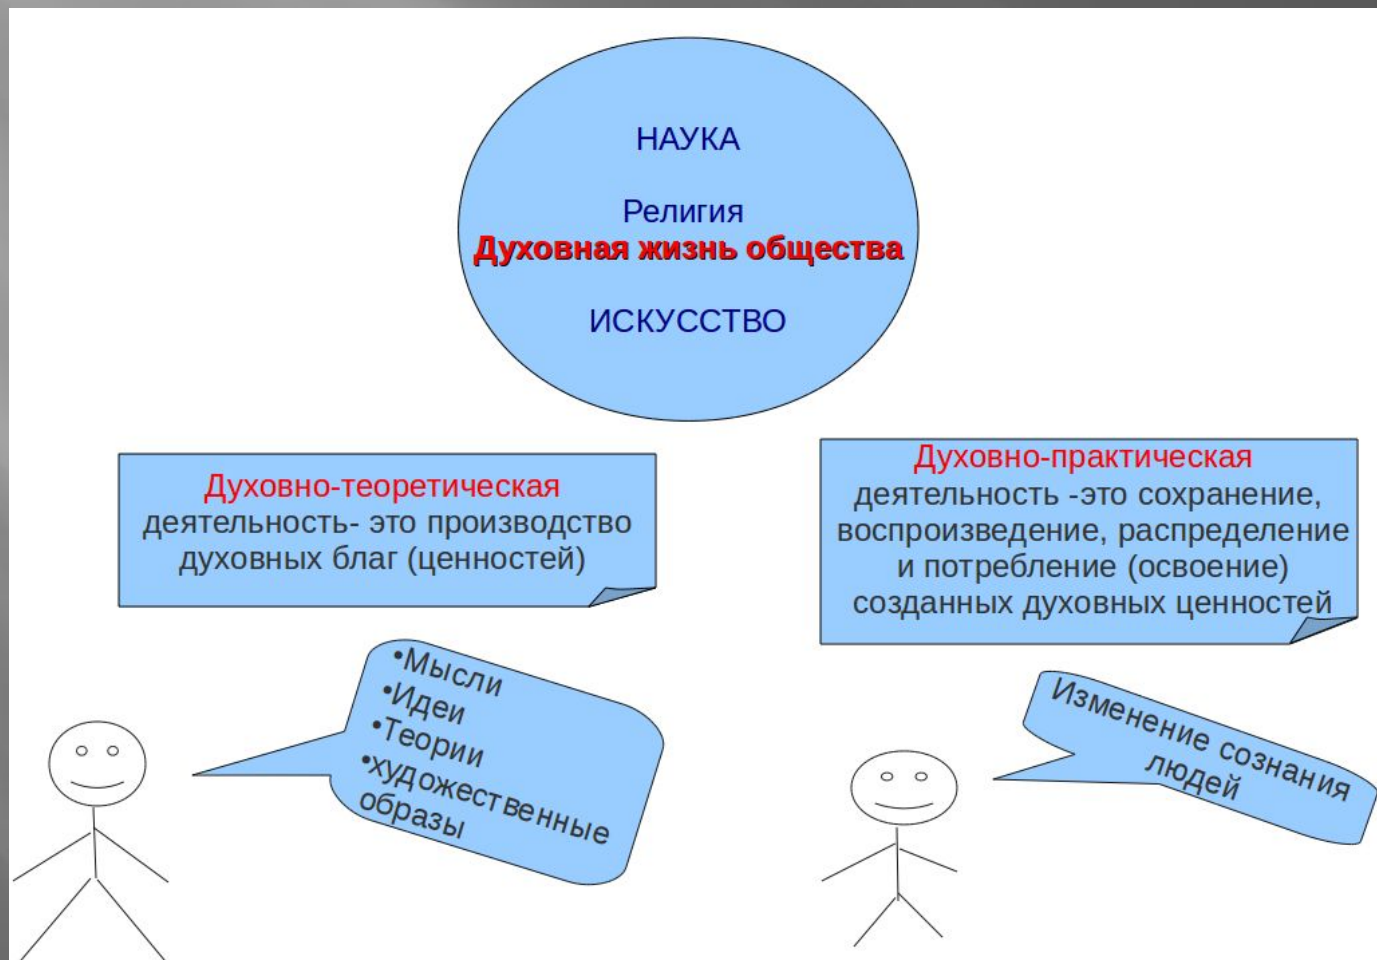 НАУКА
Религия
Духовная жизнь общества
ИСКУССТВО
Духовно-теоретическая
деятельность- это производство
духовных благ (ценностей)
Духовно-практическая
деятельность -это сохранение,
воспроизведение, распределение
и потребление (освоение)
созданных духовных ценностей
•Мысли
•Идеи
•Теории
•художественные
образы
Изменение сознания
людей